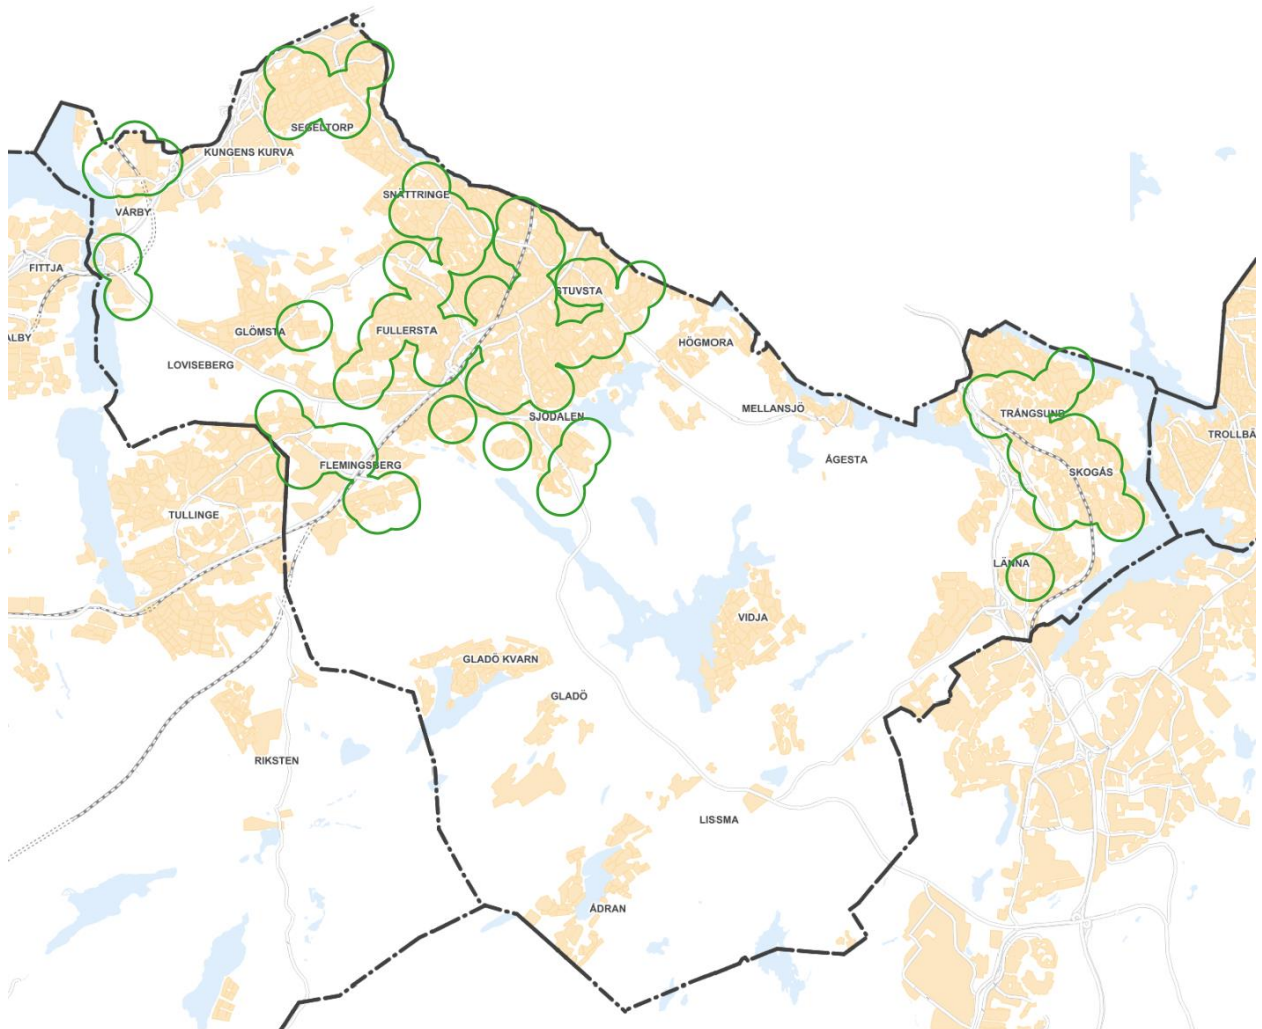 SEGELTORP
KUNGENS KURVA
SNÄTTRINGE
VÅRBY
FITTJA
STUVSTA
ALBY
GLÖMSTA
FULLERSTA
HÖGMORA
LOVISEBERG
MELLANSJÖ
TRÅNGSUND
SJÖDALEN
TROLLBÄ
ÅGESTA
FLEMINGSBERG
SKOGÅS
TULLINGE
LÄNNA
VIDJA
GLADÖ KVARN
GLADÖ
RIKSTEN
LISSMA
ÅDRAN